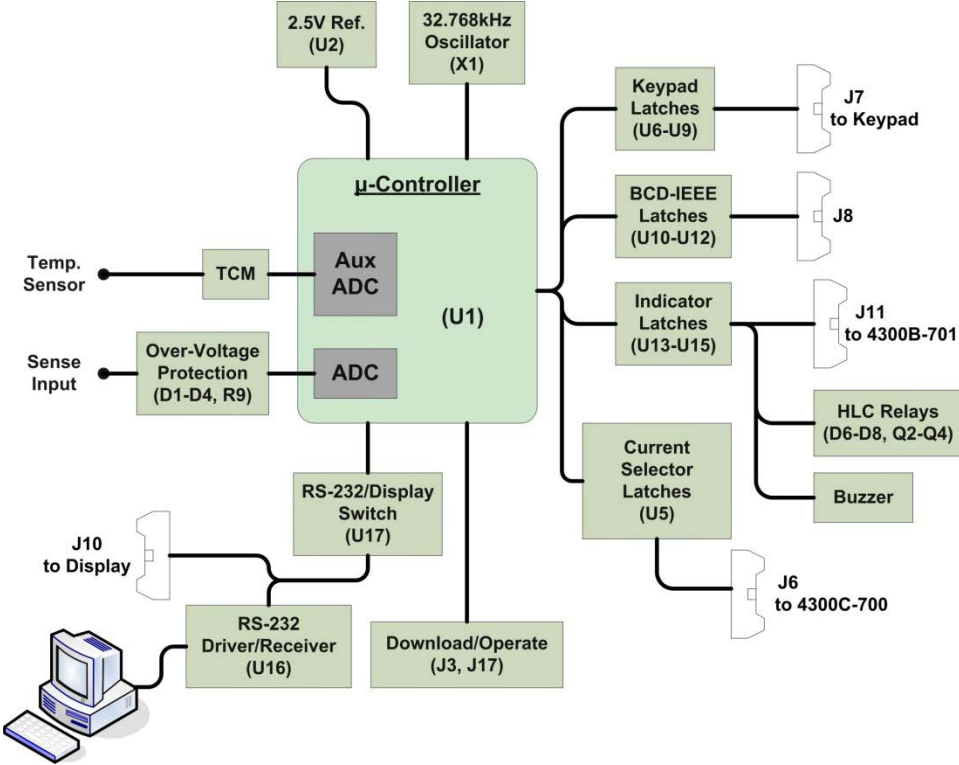 2.5V Ref.
(U2)
32.768kHz
Oscillator
(X1)
Keypad
Latches
(U6-U9)
J7
to Keypad
µ-Controller
BCD-IEEE
Latches
(U10-U12)
J8
Temp.
Sensor
TCM
Aux
ADC
(U1)
Indicator
Latches
(U13-U15)
J11
to 4300B-701
Sense
Input
Over-Voltage
Protection
(D1-D4, R9)
ADC
HLC Relays
(D6-D8, Q2-Q4)
Current
Selector
Latches
(U5)
Buzzer
RS-232/Display
Switch
(U17)
J10
to Display
J6
to 4300C-700
RS-232
Driver/Receiver
(U16)
Download/Operate
(J3, J17)